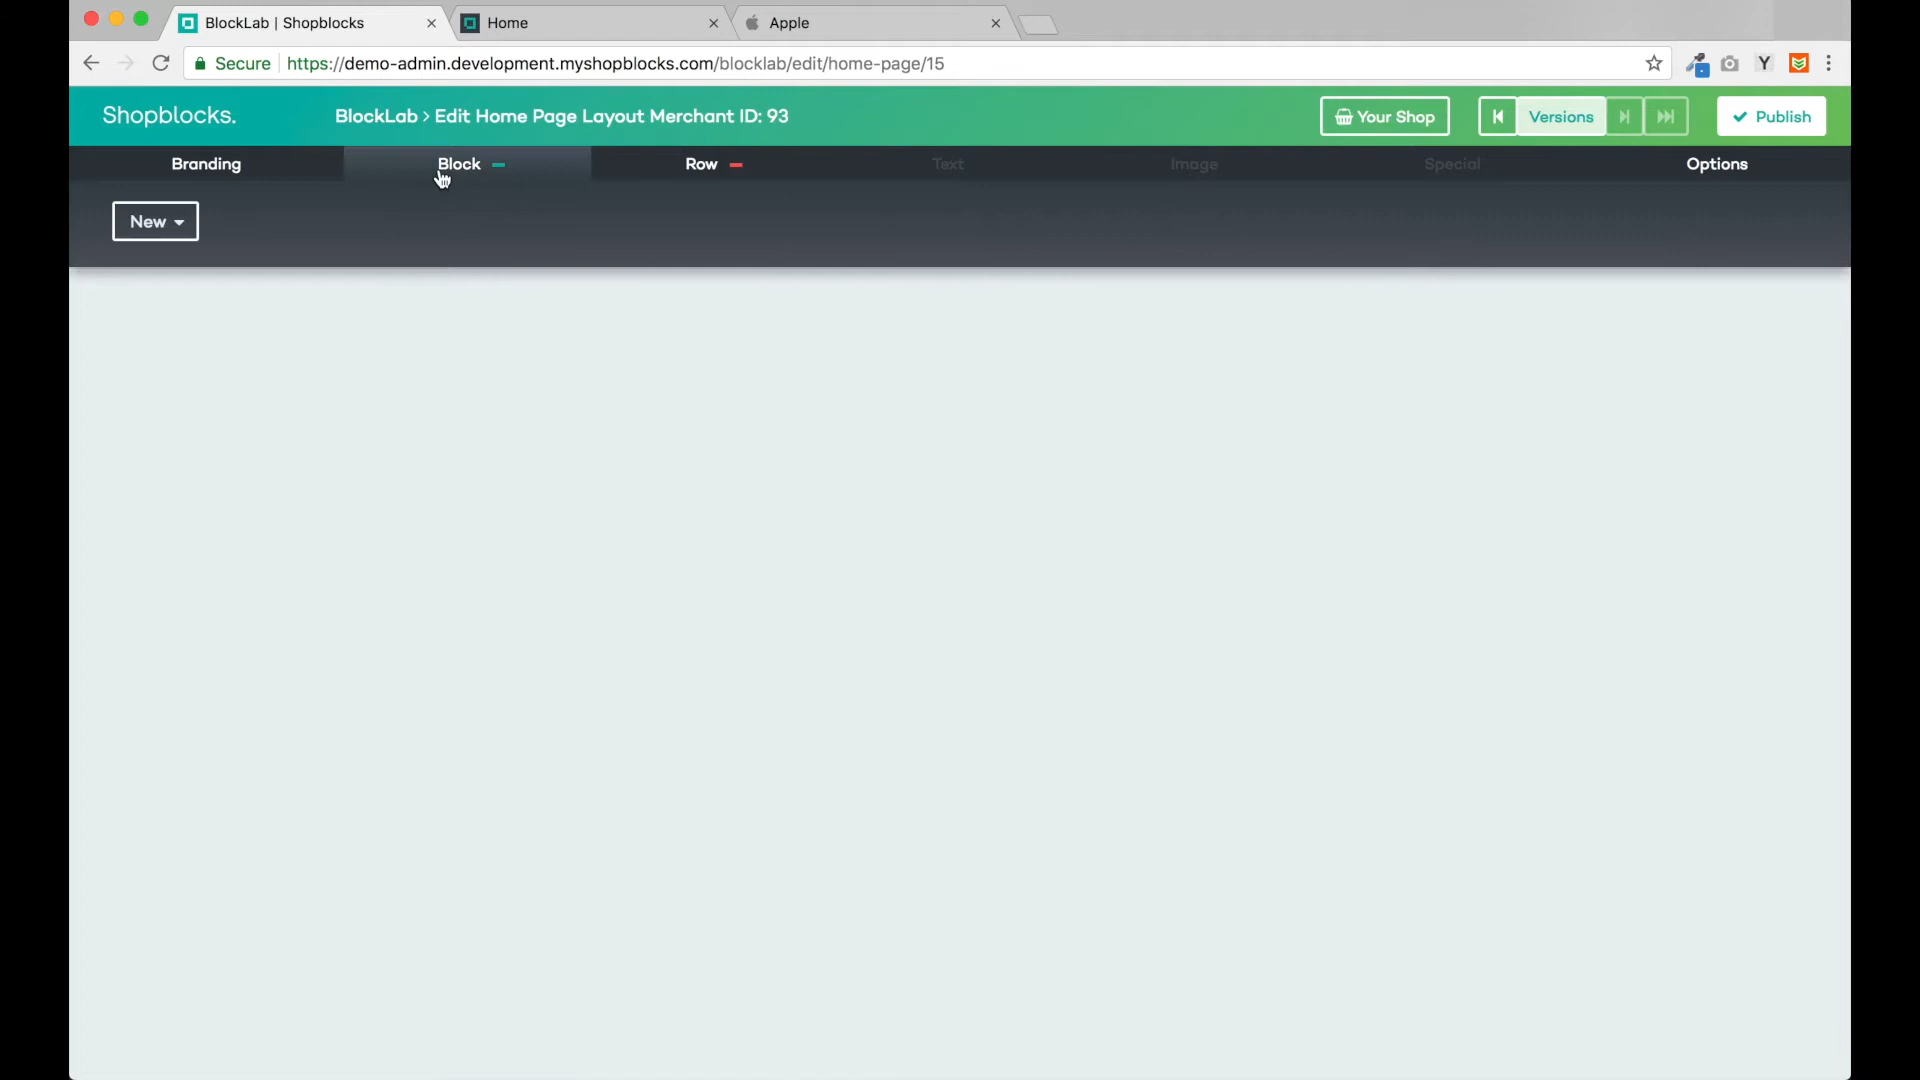 BlockLab | Shopblocks
Home
Apple
Secure
https://demo-admin.development.myshopblocks.com/blocklab/edit/home-page/15
Y
Shopblocks.
BlockLab > Edit Home Page Layout Merchant ID: 93
Your Shop
Versions
Publish
Branding
Block
Row
Text
Image
Special
Options
New